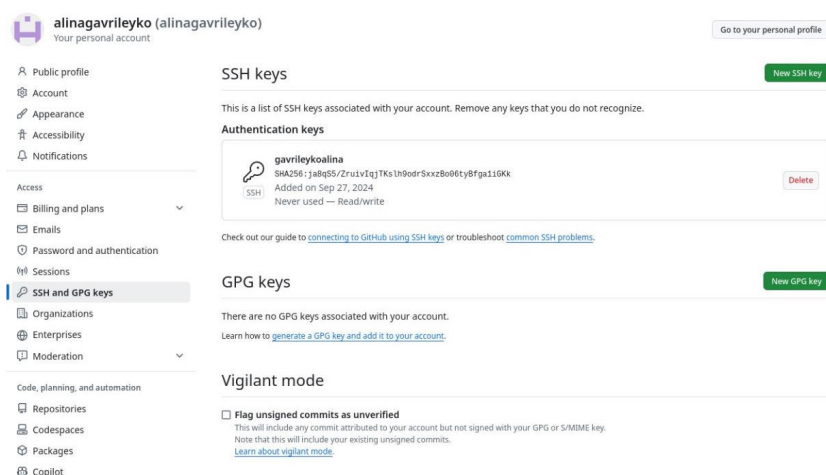 alinagavrileyko (alinagavrileyko)
Your personal account
Go to your personal profile
Public profile
Account
Appearance
Accessibility
Notifications
Access
Billing and plans
Emails
Password and authentication
Sessions
SSH and GPG keys
Organizations
Enterprises
Moderation
Code, planning, and automation
Repositories
Codespaces
Packages
Copilot
SSH keys
New SSH key
This is a list of SSH keys associated with your account. Remove any keys that you do not recognize.
Authentication keys
gavrileykoalina
SHA256:ja8qS5/ZruivIqjTKslh9odrSxxzBo06tyBfga1iGKk
SSH
Added on Sep 27, 2024
Never used — Read/write
Delete
Check out our guide to connecting to GitHub using SSH keys or troubleshoot common SSH problems.
GPG keys
New GPG key
There are no GPG keys associated with your account.
Learn how to generate a GPG key and add it to your account.
Vigilant mode
Flag unsigned commits as unverified
This will include any commit attributed to your account but not signed with your GPG or S/MIME key.
Note that this will include your existing unsigned commits.
Learn about vigilant mode.